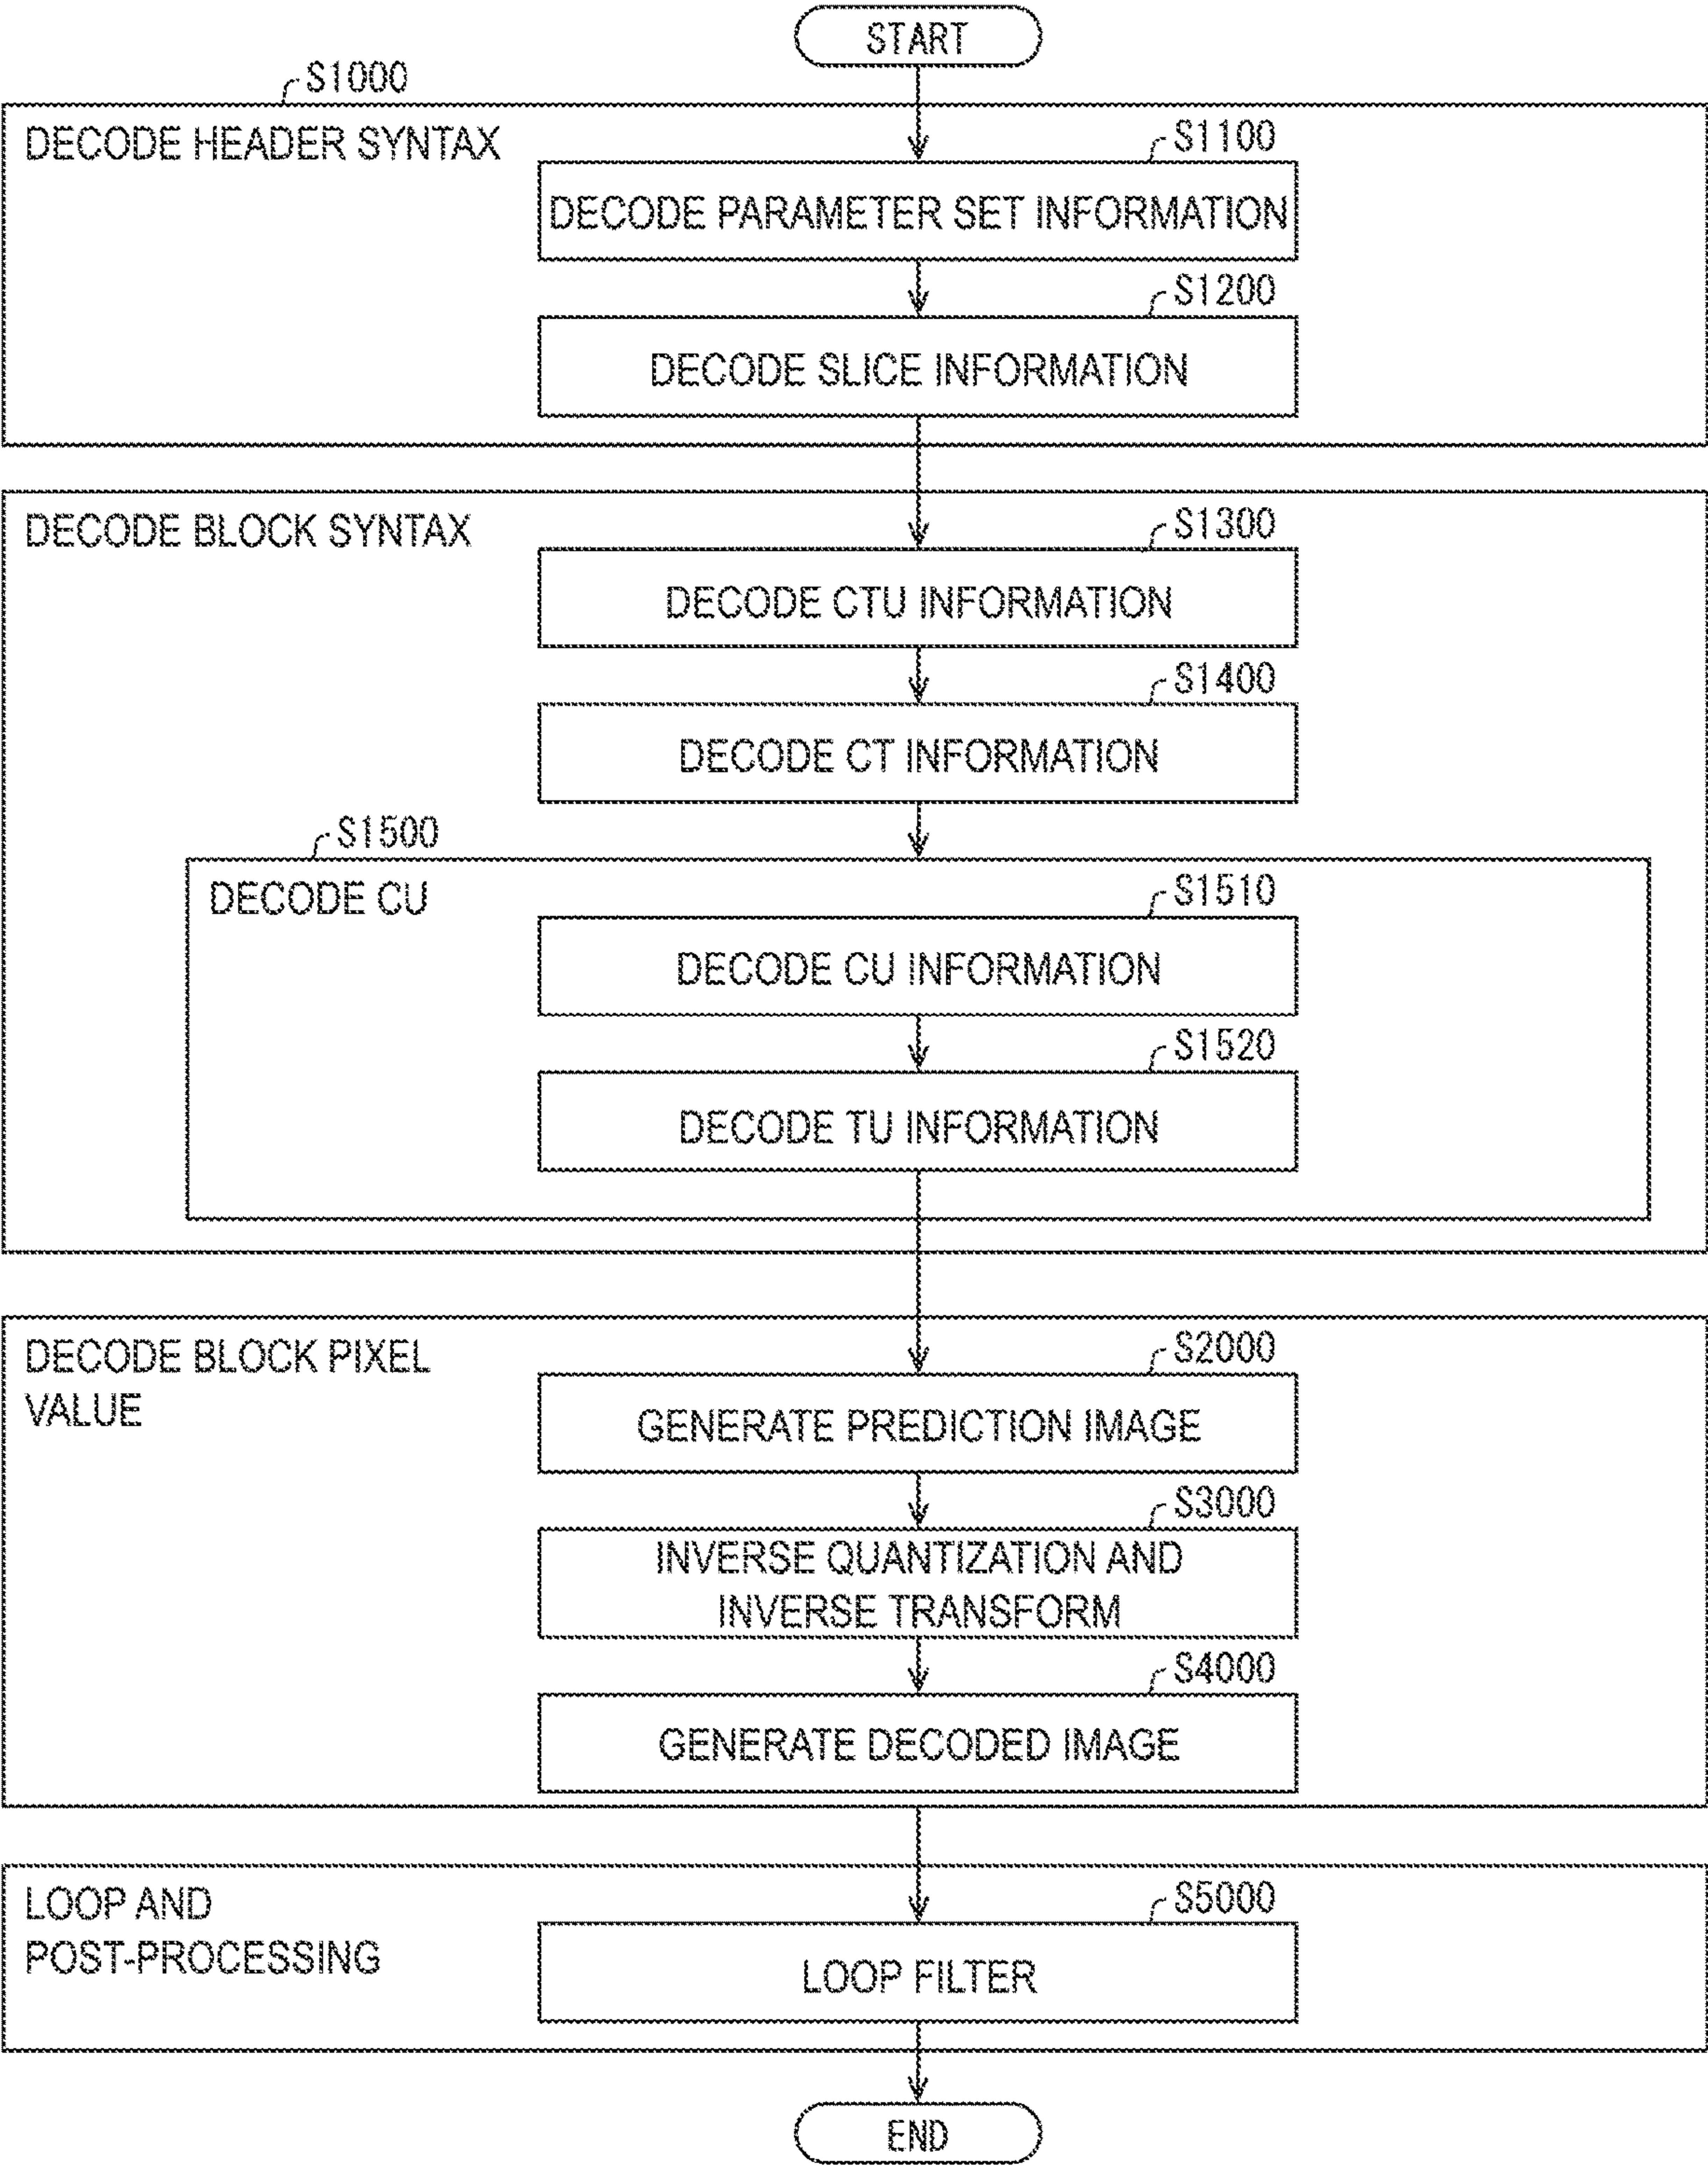 START
S1000
DECODE HEADER SYNTAX
S1100
DECODE PARAMETER SET INFORMATION
S1200
DECODE SLICE INFORMATION
DECODE BLOCK SYNTAX
S1300
DECODE CTU INFORMATION
S1400
DECODE CT INFORMATION
S1500
DECODE CU
S1510
DECODE CU INFORMATION
S1520
DECODE TU INFORMATION
DECODE BLOCK PIXEL
VALUE
S2000
GENERATE PREDICTION IMAGE
S3000
INVERSE QUANTIZATION AND
INVERSE TRANSFORM
S4000
GENERATE DECODED IMAGE
LOOP AND
POST-PROCESSING
S5000
LOOP FILTER
END